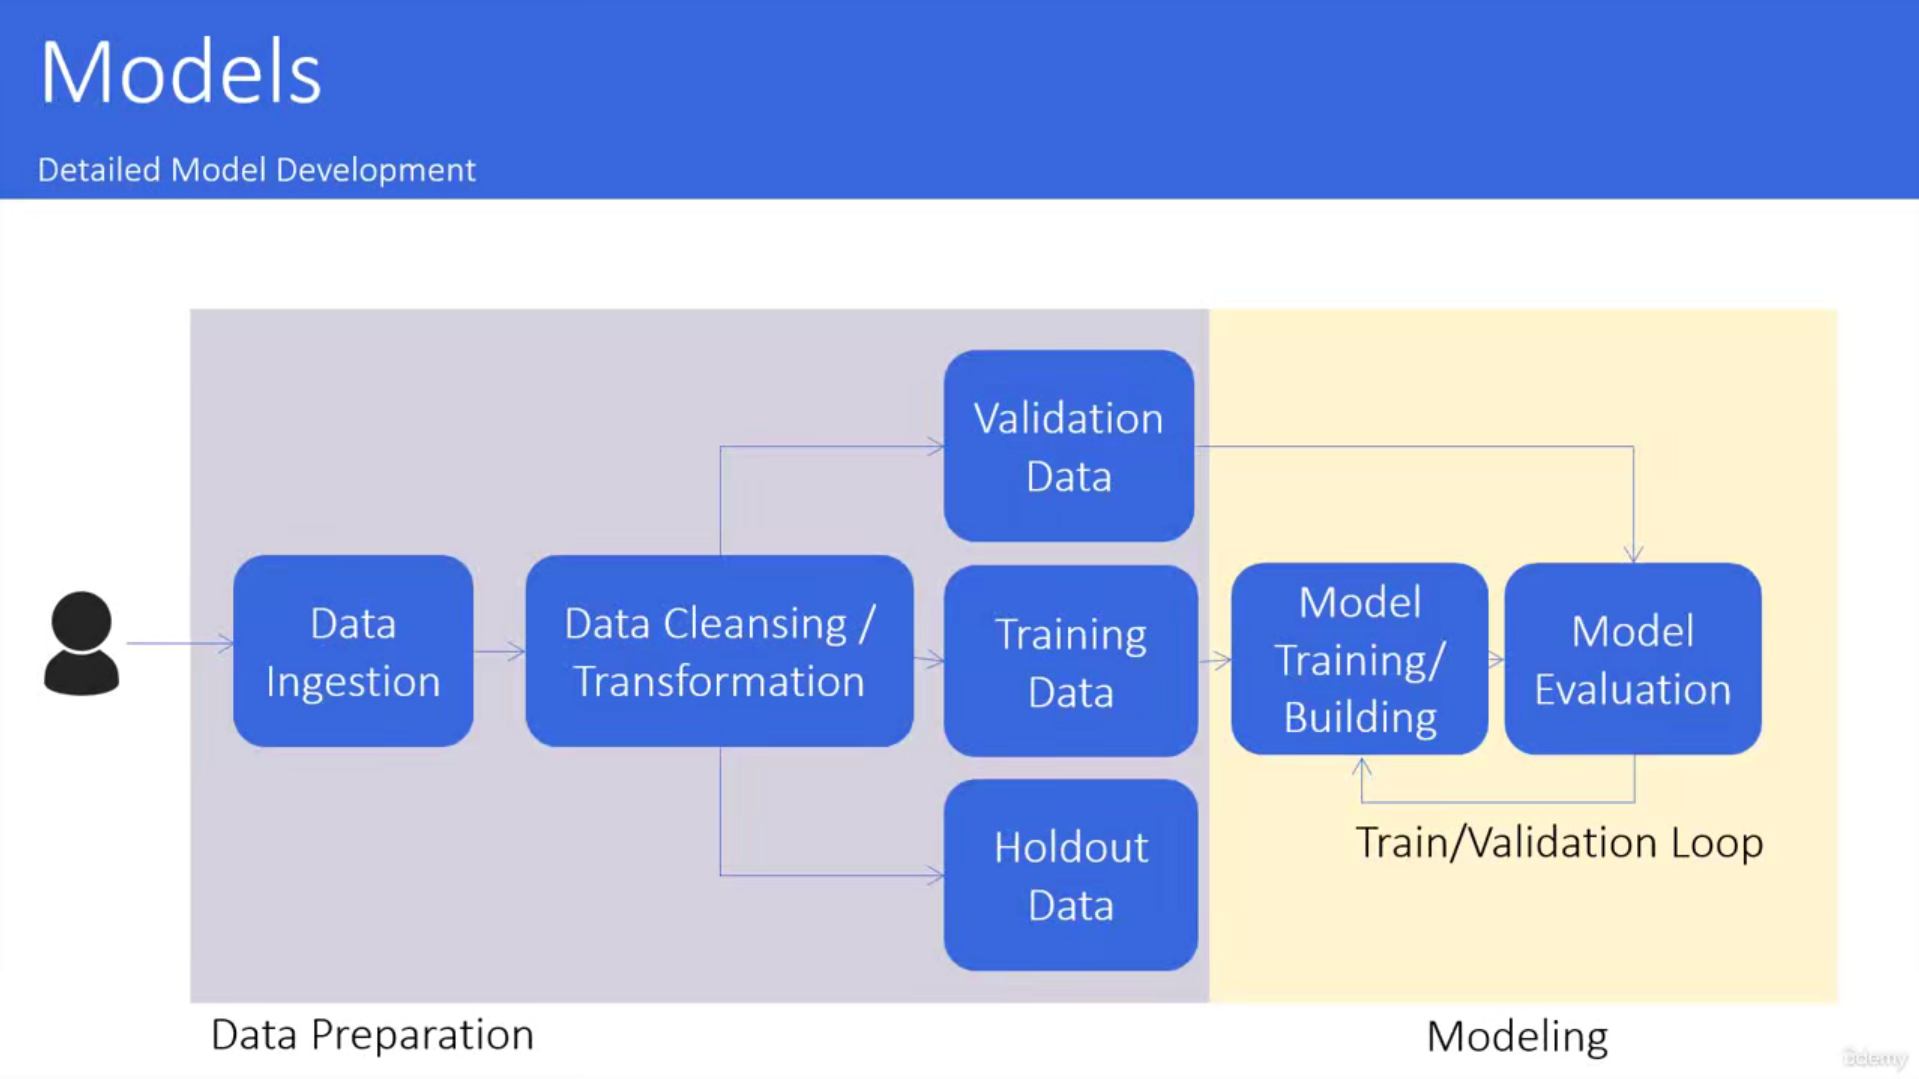 Models
Detailed Model Development
Validation
Data
Data
Ingestion
Data Cleansing /
Transformation
Training
Data
Model
Training/
Building
Model
Evaluation
Holdout
Data
Train/Validation Loop
Data Preparation
Modeling
ûdemy